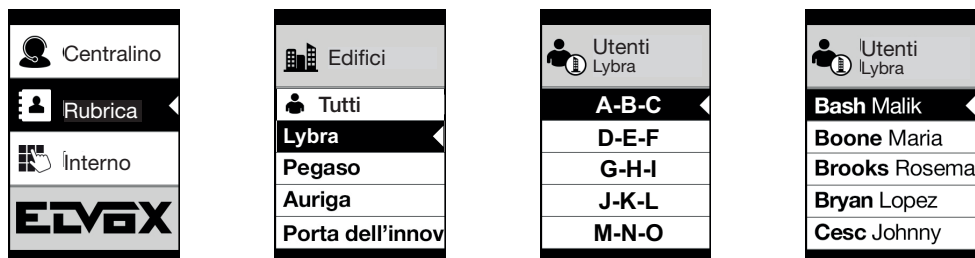 Centralino
Rubrica
Interno
ELVOX
Edifici
Tutti
Lybra
Pegaso
Auriga
Porta dell'innov
Utenti
Lybra
A-B-C
D-E-F
G-H-I
J-K-L
M-N-O
Utenti
Lybra
Bash Malik
Boone Maria
Brooks Rosema
Bryan Lopez
Cesc Johnny